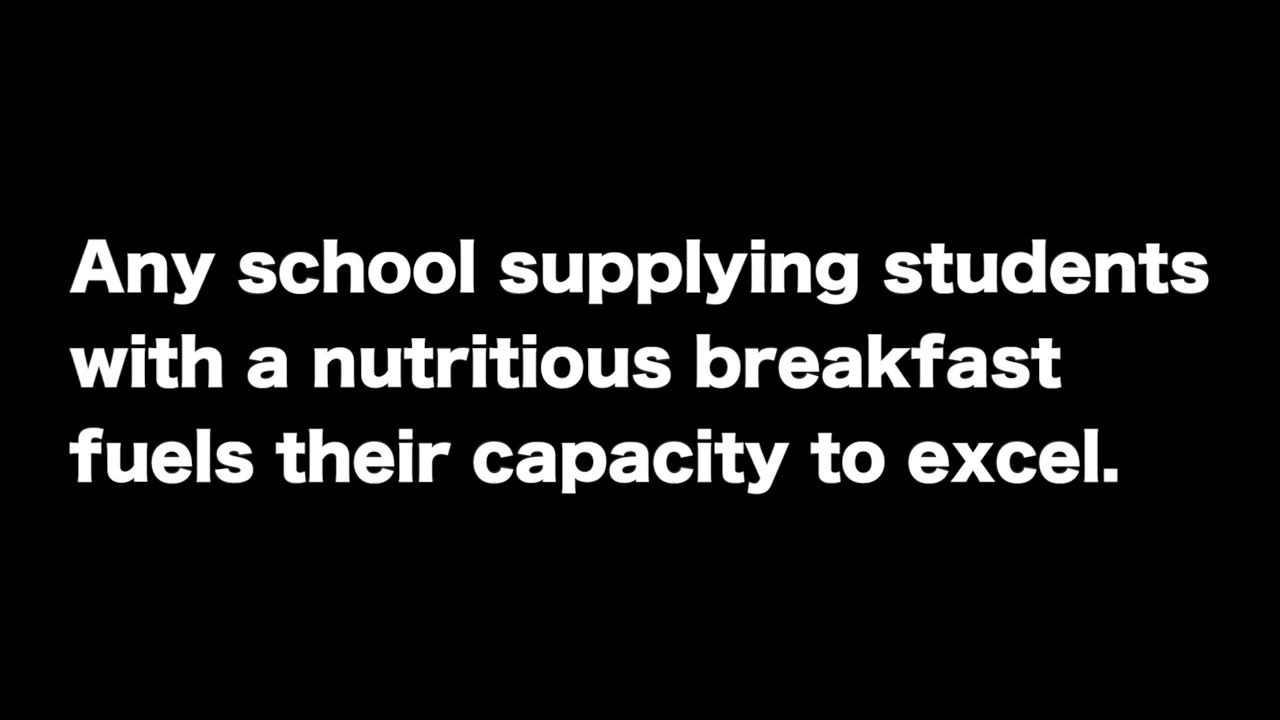 Any school supplying students
with a nutritious breakfast
fuels their capacity to excel.